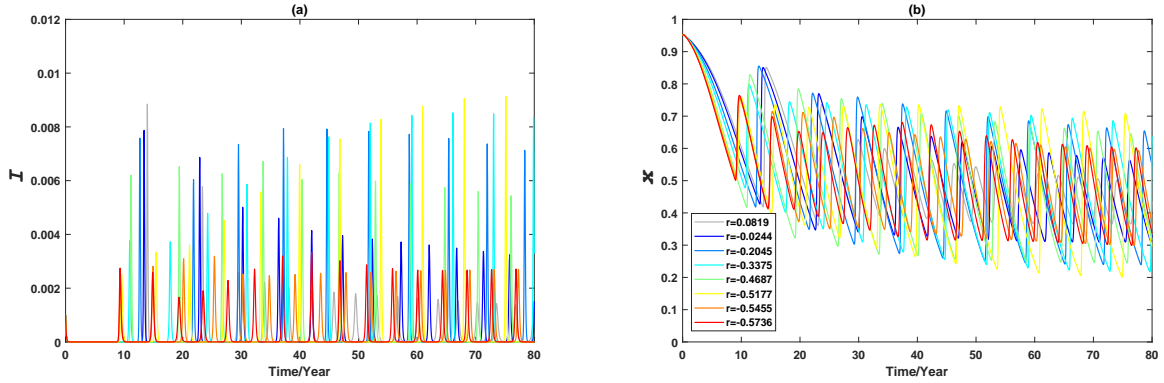 (a)
0.012
0.01
0.008
0.006
0.004
0.002
0
I
0 10 20 30 40 50 60 70 80
Time/Year
(b)
1
0.9
0.8
0.7
0.6
0.5
0.4
0.3
0.2
0.1
0
x
r=0.0819
r=-0.0244
r=-0.2045
r=-0.3375
r=-0.4687
r=-0.5177
r=-0.5455
r=-0.5736
0 10 20 30 40 50 60 70 80
Time/Year